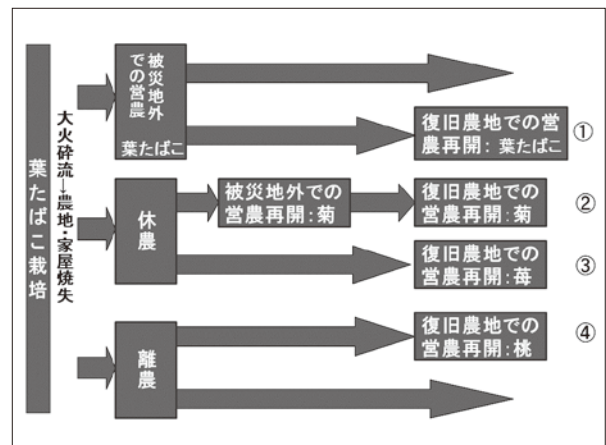 葉たばこ栽培
大火砕流→農地・家屋焼失
被災地外
での営農
葉たばこ
復旧農地での営
農再開：葉たばこ
①
休農
被災地外での
営農再開：菊
復旧農地での
営農再開：菊
②
復旧農地での
営農再開：苺
③
離農
復旧農地での
営農再開：桃
④